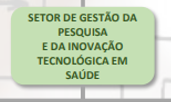 SETOR DE GESTÃO DA
PESQUISA
E DA INOVAÇÃO
TECNOLÓGICA EM
SAÚDE